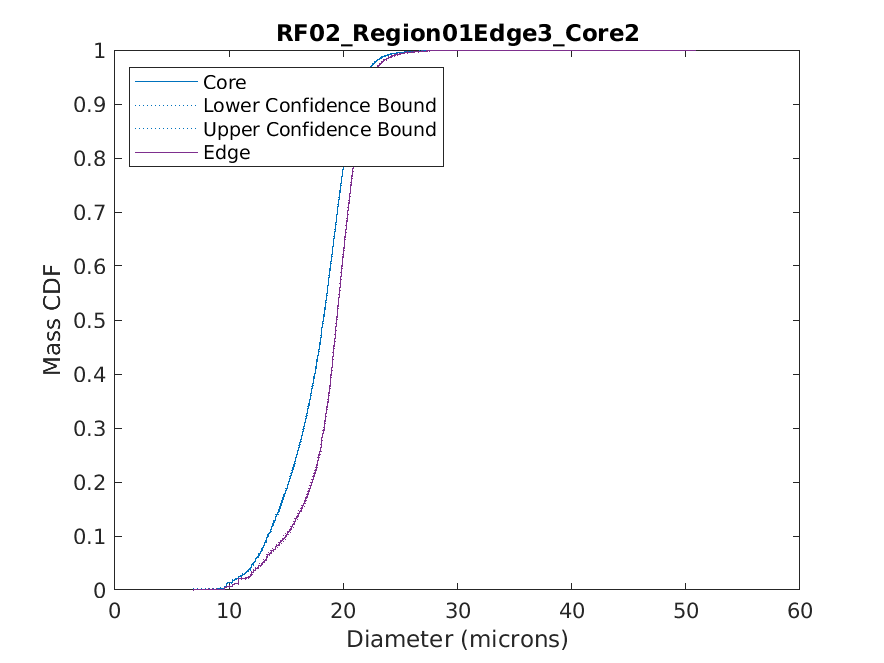 RF02_Region01Edge3_Core2
1
0.9
0.8
0.7
0.6
0.5
0.4
0.3
0.2
0.1
0
Mass CDF
Core
Lower Confidence Bound
Upper Confidence Bound
Edge
0 10 20 30 40 50 60
Diameter (microns)